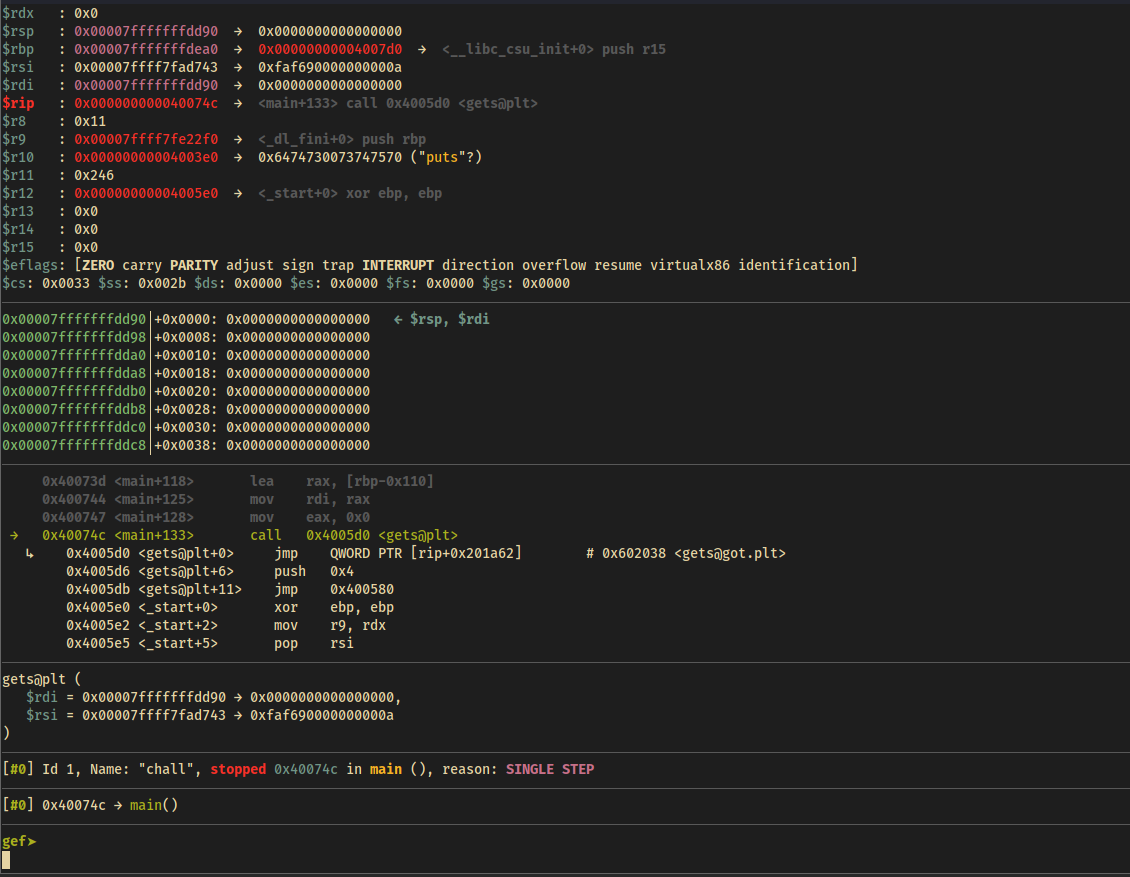 $rdx   : 0x0
$rsp   : 0x00007fffffffdd90  →  0x0000000000000000
$rbp   : 0x00007fffffffdea0  →  0x00000000004007d0  →  <__libc_csu_init+0> push r15
$rsi   : 0x00007ffff7fad743  →  0xfaf690000000000a
$rdi   : 0x00007fffffffdd90  →  0x0000000000000000
$rip   : 0x000000000040074c  →  <main+133> call 0x4005d0 <gets@plt>
$r8    : 0x11
$r9    : 0x00007ffff7fe22f0  →  <_dl_fini+0> push rbp
$r10   : 0x00000000004003e0  →  0x6474730073747570 ("puts"?)
$r11   : 0x246
$r12   : 0x00000000004005e0  →  <_start+0> xor ebp, ebp
$r13   : 0x0
$r14   : 0x0
$r15   : 0x0
$eflags: [ZERO carry PARITY adjust sign trap INTERRUPT direction overflow resume virtualx86 identification]
$cs: 0x0033 $ss: 0x002b $ds: 0x0000 $es: 0x0000 $fs: 0x0000 $gs: 0x0000
0x00007fffffffdd90│+0x0000: 0x0000000000000000   ← $rsp, $rdi
0x00007fffffffdd98│+0x0008: 0x0000000000000000
0x00007fffffffdda0│+0x0010: 0x0000000000000000
0x00007fffffffdda8│+0x0018: 0x0000000000000000
0x00007fffffffddb0│+0x0020: 0x0000000000000000
0x00007fffffffddb8│+0x0028: 0x0000000000000000
0x00007fffffffddc0│+0x0030: 0x0000000000000000
0x00007fffffffddc8│+0x0038: 0x0000000000000000
     0x40073d <main+118>       lea    rax, [rbp-0x110]
     0x400744 <main+125>       mov    rdi, rax
     0x400747 <main+128>       mov    eax, 0x0
 →   0x40074c <main+133>       call   0x4005d0 <gets@plt>
   ↳    0x4005d0 <gets@plt+0>     jmp    QWORD PTR [rip+0x201a62]        # 0x602038 <gets@got.plt>
        0x4005d6 <gets@plt+6>     push   0x4
        0x4005db <gets@plt+11>    jmp    0x400580
        0x4005e0 <_start+0>       xor    ebp, ebp
        0x4005e2 <_start+2>       mov    r9, rdx
        0x4005e5 <_start+5>       pop    rsi
gets@plt (
   $rdi = 0x00007fffffffdd90 → 0x0000000000000000,
   $rsi = 0x00007ffff7fad743 → 0xfaf690000000000a
)
[#0] Id 1, Name: "chall", stopped 0x40074c in main (), reason: SINGLE STEP
[#0] 0x40074c → main()
gef➤